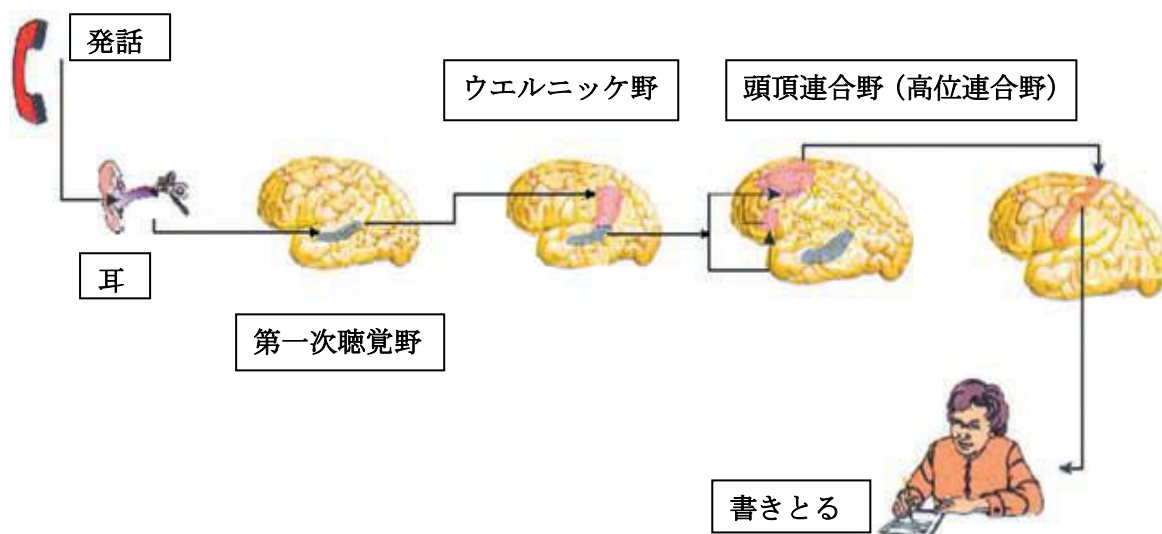 発話
ウエルニッケ野
頭頂連合野（高位連合野）
耳
第一次聴覚野
書きとる